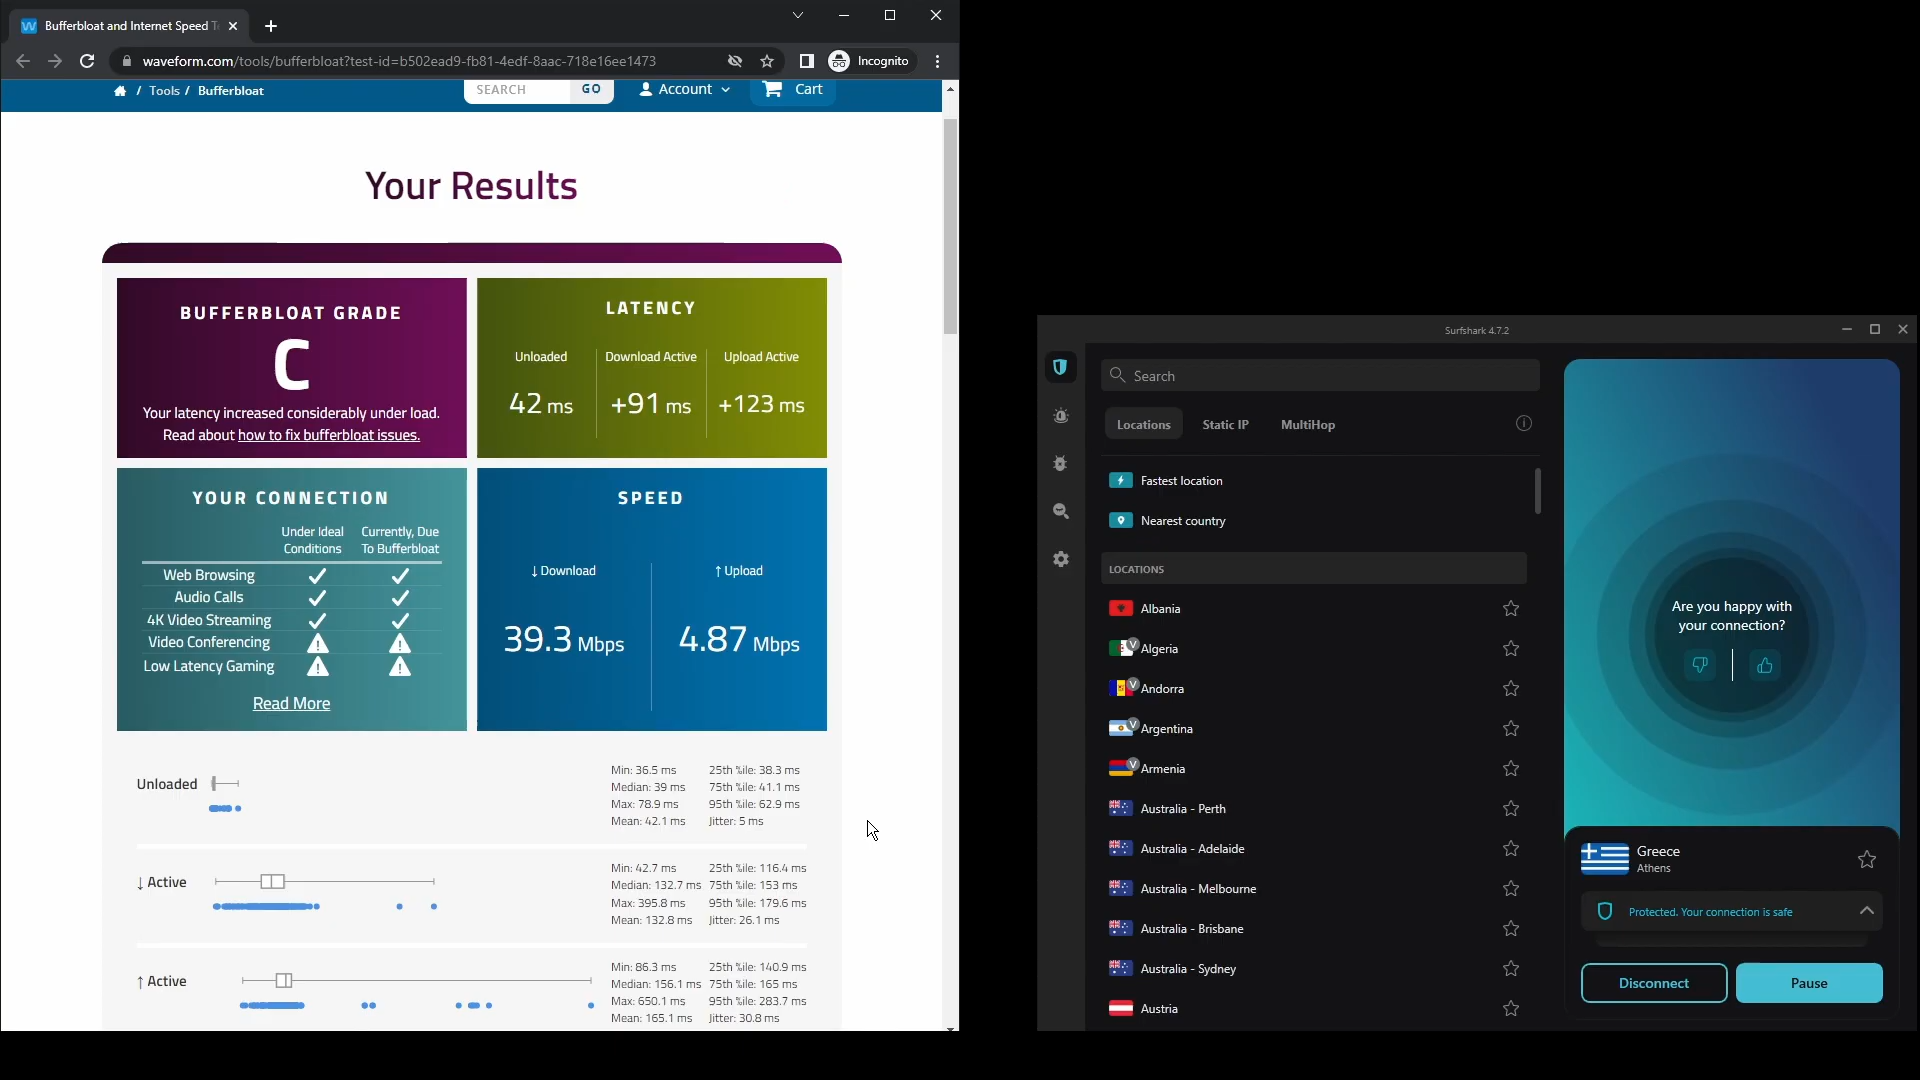 Bufferbloat and Internet Speed T
waveform.com/tools/bufferbloat?test-id=b502ead9-fb81-4edf-8aac-718e16ee1473
Incognito
/ Tools / Bufferbloat
SEARCH
GO
Account
Cart
Your Results
BUFFERBLOAT GRADE
C
Your latency increased considerably under load.
Read about how to fix bufferbloat issues.
LATENCY
Unloaded
Download Active
Upload Active
42 ms
+91 ms
+123 ms
YOUR CONNECTION
Under Ideal
Conditions
Currently, Due
To Bufferbloat
Web Browsing
Audio Calls
4K Video Streaming
Video Conferencing
Low Latency Gaming
Read More
SPEED
↓ Download
↑ Upload
39.3 Mbps
4.87 Mbps
Unloaded
Min: 36.5 ms
25th %ile: 38.3 ms
Median: 39 ms
75th %ile: 41.1 ms
Max: 78.9 ms
95th %ile: 62.9 ms
Mean: 42.1 ms
Jitter: 5 ms
↓ Active
Min: 42.7 ms
25th %ile: 116.4 ms
Median: 132.7 ms
75th %ile: 153 ms
Max: 395.8 ms
95th %ile: 179.6 ms
Mean: 132.8 ms
Jitter: 26.1 ms
↑ Active
Min: 86.3 ms
25th %ile: 140.9 ms
Median: 156.1 ms
75th %ile: 165 ms
Max: 650.1 ms
95th %ile: 283.7 ms
Mean: 165.1 ms
Jitter: 30.8 ms
Surfshark 4.7.2
Search
Locations
Static IP
MultiHop
Fastest location
Nearest country
LOCATIONS
Albania
V
Algeria
V
Andorra
V
Argentina
V
Armenia
Australia - Perth
Australia - Adelaide
Australia - Melbourne
Australia - Brisbane
Australia - Sydney
Austria
Are you happy with
your connection?
Greece
Athens
Protected. Your connection is safe
Disconnect
Pause